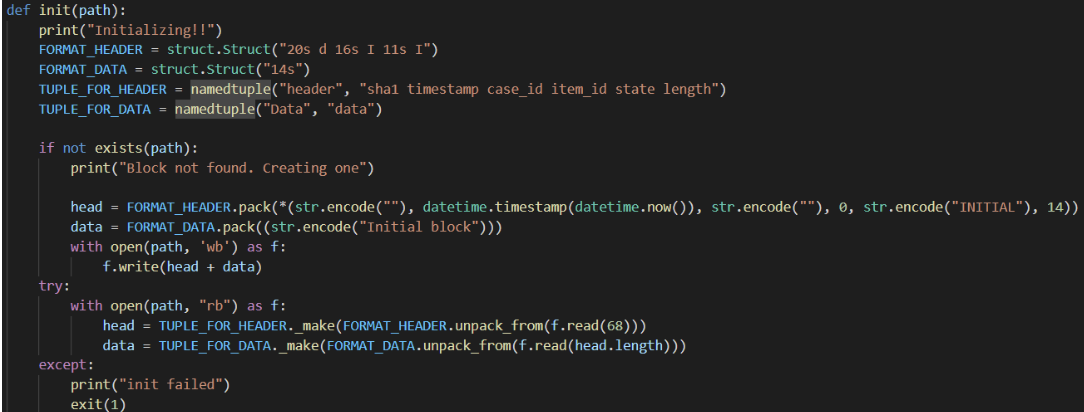 def init(path):
    print("Initializing!!")
    FORMAT_HEADER = struct.Struct("20s d 16s I 11s I")
    FORMAT_DATA = struct.Struct("14s")
    TUPLE_FOR_HEADER = namedtuple("header", "sha1 timestamp case_id item_id state length")
    TUPLE_FOR_DATA = namedtuple("Data", "data")
    if not exists(path):
        print("Block not found. Creating one")
        head = FORMAT_HEADER.pack(*(str.encode(""), datetime.timestamp(datetime.now()), str.encode(""), 0, str.encode("INITIAL"), 14))
        data = FORMAT_DATA.pack((str.encode("Initial block")))
        with open(path, 'wb') as f:
            f.write(head + data)
    try:
        with open(path, "rb") as f:
            head = TUPLE_FOR_HEADER._make(FORMAT_HEADER.unpack_from(f.read(68)))
            data = TUPLE_FOR_DATA._make(FORMAT_DATA.unpack_from(f.read(head.length)))
    except:
        print("init failed")
        exit(1)